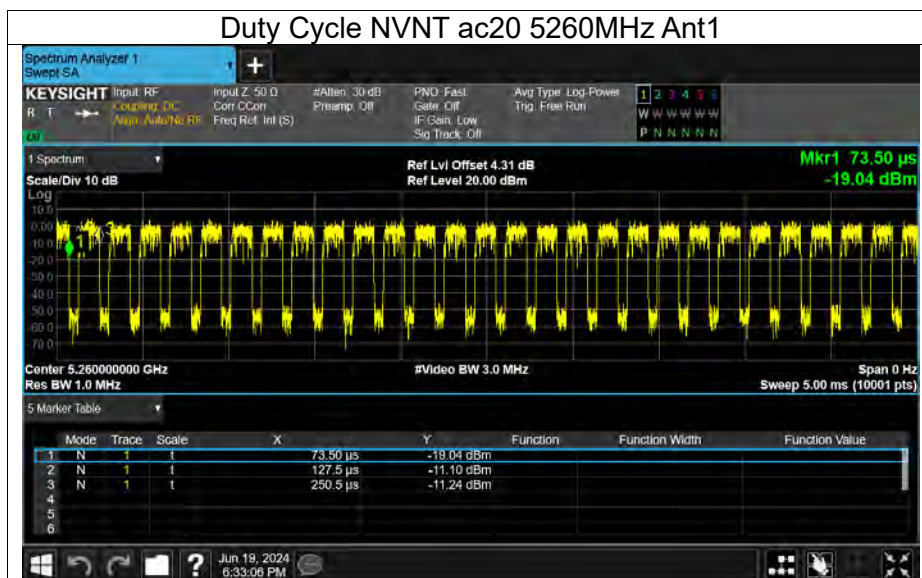 Duty Cycle NVNT ac20 5260MHz Ant1
Spectrum Analyzer 1
Swept SA
+
KEYSIGHT Input: RF Input Z: 50 Ω #Atten: 30 dB PNO: Fast Avg Type: Log-Power 1 2 3 4 5 6
R T Coupling: DC Corr CCorr Preamp: Off Gate: Off Trig: Free Run W W W W W W
Align: Auto/No RF Freq Ref: Int (S) IF Gain: Low P N N N N N
Sig Track: Off
1 Spectrum Ref Lvl Offset 4.31 dB Mkr1 73.50 µs
Scale/Div 10 dB Ref Level 20.00 dBm -19.04 dBm
Log
10.0
0.00
-10.0
-20.0
-30.0
-40.0
-50.0
-60.0
-70.0
Center 5.260000000 GHz #Video BW 3.0 MHz Span 0 Hz
Res BW 1.0 MHz Sweep 5.00 ms (10001 pts)
5 Marker Table
Mode Trace Scale X Y Function Function Width Function Value
1 N 1 t 73.50 µs -19.04 dBm
2 N 1 t 127.5 µs -11.10 dBm
3 N 1 t 250.5 µs -11.24 dBm
4
5
6
? Jun 19, 2024
6:33:06 PM